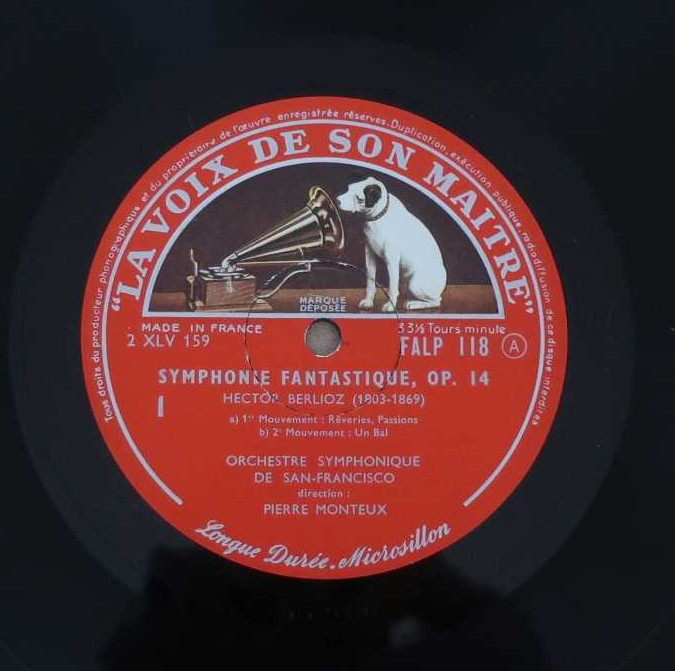 Tous droits du producteur phonographique et du propriétaire de l'œuvre enregistrée réservés. Duplication, exécution publique, radiodiffusion de ce disque interdites
"LA VOIX DE SON MAITRE"
MARQUE
DÉPOSÉE
MADE IN FRANCE
33⅓ Tours minute
2 XLV 159
FALP 118 A
SYMPHONIE FANTASTIQUE, OP. 14
HECTOR BERLIOZ (1803-1869)
I
a) 1er Mouvement : Rêveries, Passions
b) 2e Mouvement : Un Bal
ORCHESTRE SYMPHONIQUE
DE SAN-FRANCISCO
direction :
PIERRE MONTEUX
Longue Durée. Microsillon